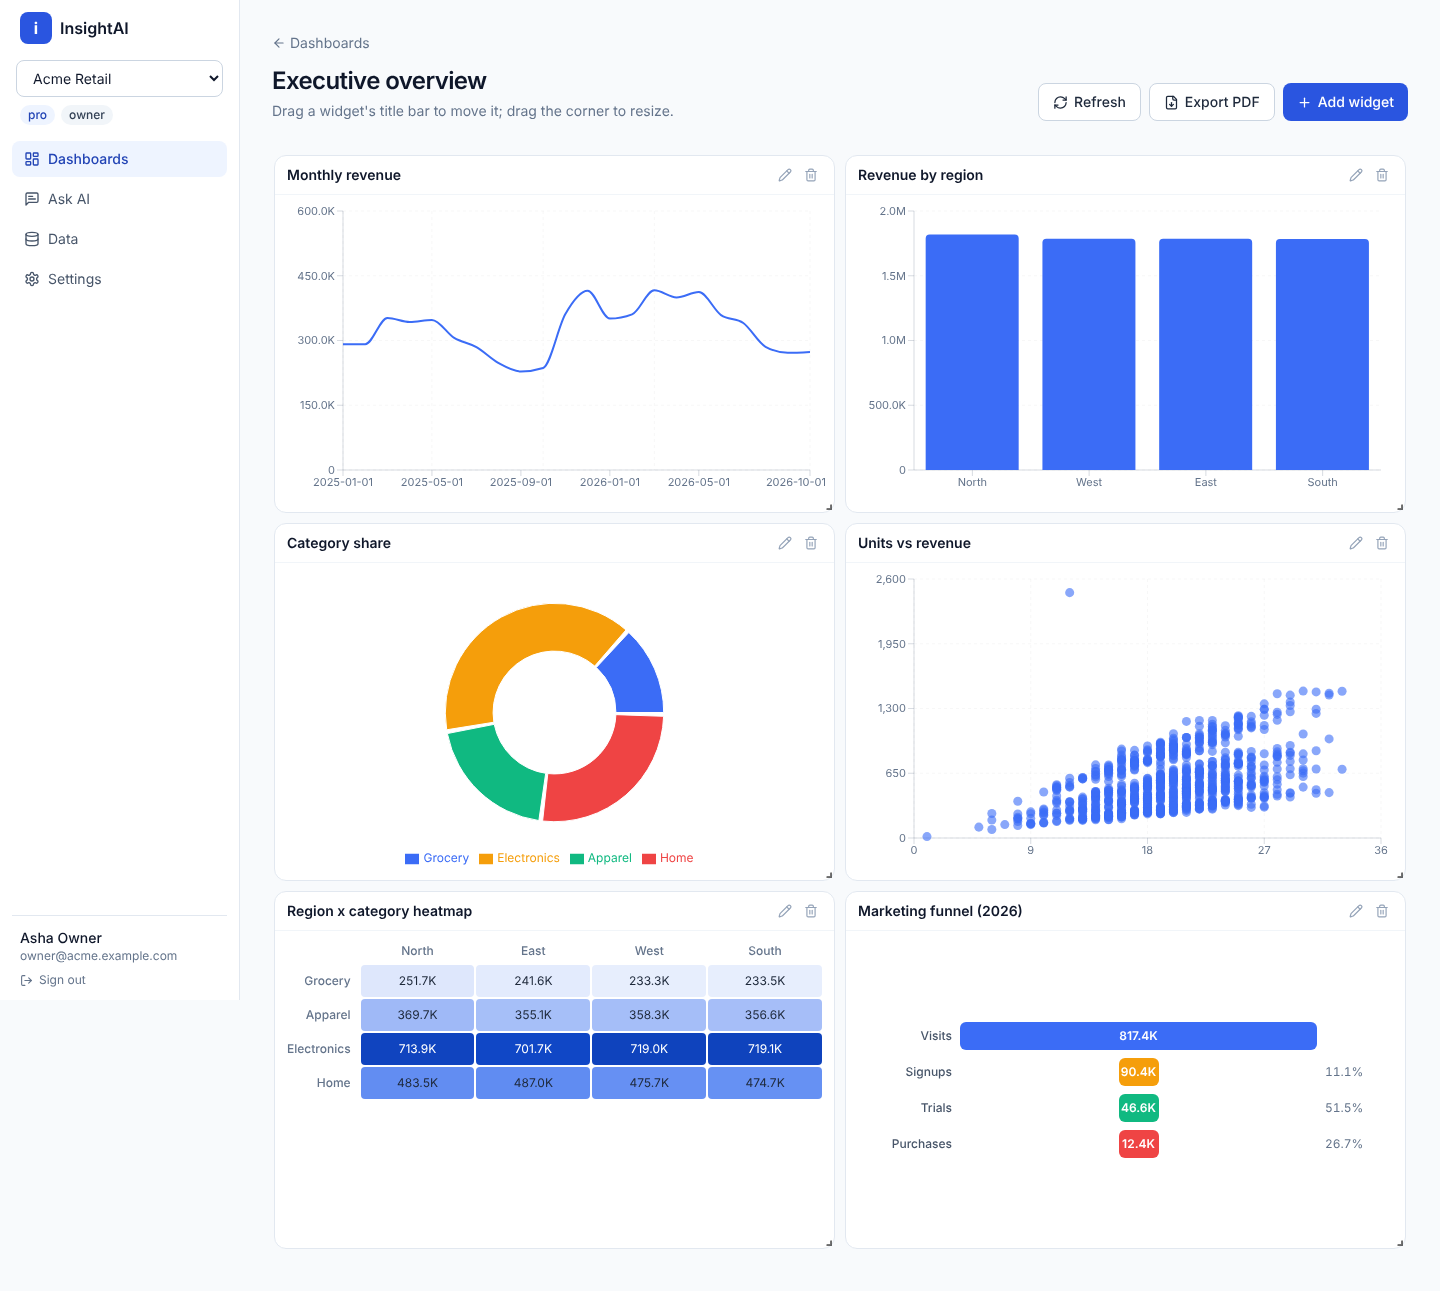 i InsightAI
Acme Retail
pro owner
Dashboards
Ask AI
Data
Settings
Asha Owner
owner@acme.example.com
Sign out
← Dashboards
Executive overview
Drag a widget's title bar to move it; drag the corner to resize.
Refresh Export PDF + Add widget
Monthly revenue
600.0K
450.0K
300.0K
150.0K
0
2025-01-01 2025-05-01 2025-09-01 2026-01-01 2026-05-01 2026-10-01
Revenue by region
2.0M
1.5M
1.0M
500.0K
0
North West East South
Category share
Grocery Electronics Apparel Home
Units vs revenue
2,600
1,950
1,300
650
0
0 9 18 27 36
Region x category heatmap
North East West South
Grocery 251.7K 241.6K 233.3K 233.5K
Apparel 369.7K 355.1K 358.3K 356.6K
Electronics 713.9K 701.7K 719.0K 719.1K
Home 483.5K 487.0K 475.7K 474.7K
Marketing funnel (2026)
Visits 817.4K
Signups 90.4K 11.1%
Trials 46.6K 51.5%
Purchases 12.4K 26.7%